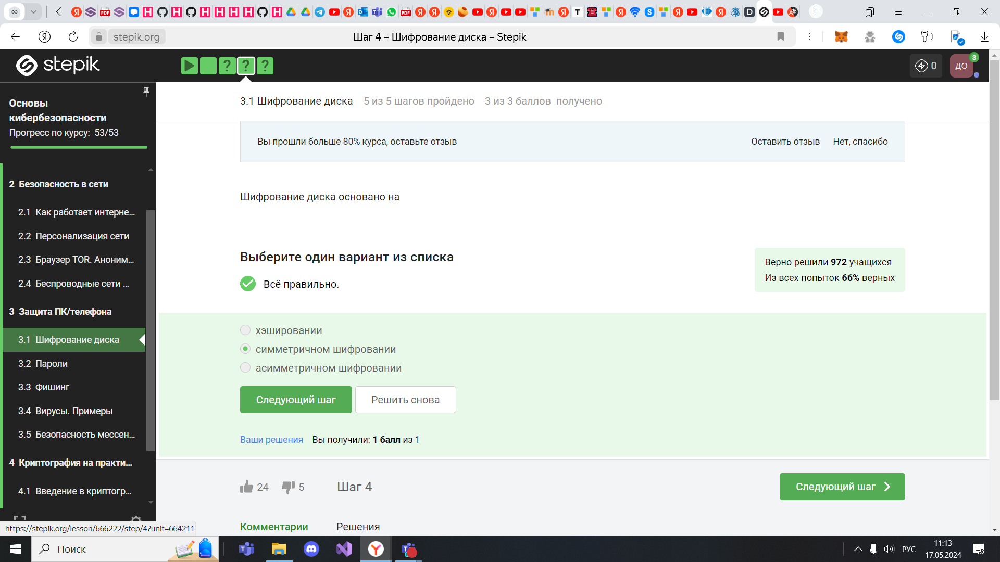 stepik.org
Шаг 4 – Шифрование диска – Stepik
stepik
? ? ?
0
ДО
3
Основы
кибербезопасности
Прогресс по курсу: 53/53
3.1 Шифрование диска 5 из 5 шагов пройдено 3 из 3 баллов получено
Вы прошли больше 80% курса, оставьте отзыв
Оставить отзыв
Нет, спасибо
2 Безопасность в сети
2.1 Как работает интерне...
2.2 Персонализация сети
2.3 Браузер TOR. Аноним...
2.4 Беспроводные сети ...
3 Защита ПК/телефона
3.1 Шифрование диска
3.2 Пароли
3.3 Фишинг
3.4 Вирусы. Примеры
3.5 Безопасность мессен...
4 Криптография на практи...
4.1 Введение в криптогр...
Шифрование диска основано на
Выберите один вариант из списка
Всё правильно.
Верно решили 972 учащихся
Из всех попыток 66% верных
хэшировании
симметричном шифровании
асимметричном шифровании
Следующий шаг
Решить снова
Ваши решения Вы получили: 1 балл из 1
24
5
Шаг 4
Следующий шаг
Комментарии
Решения
https://stepik.org/lesson/666222/step/4?unit=664211
Поиск
РУС
11:13
17.05.2024